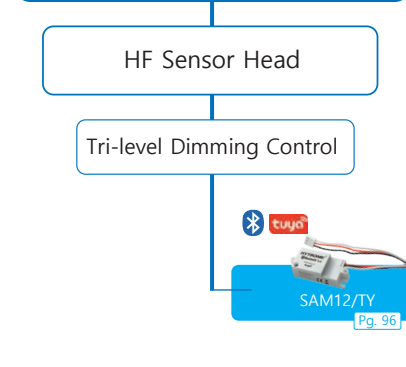 HF Sensor Head
Tri-level Dimming Control
tuya
SAM12/TY
Pg. 96